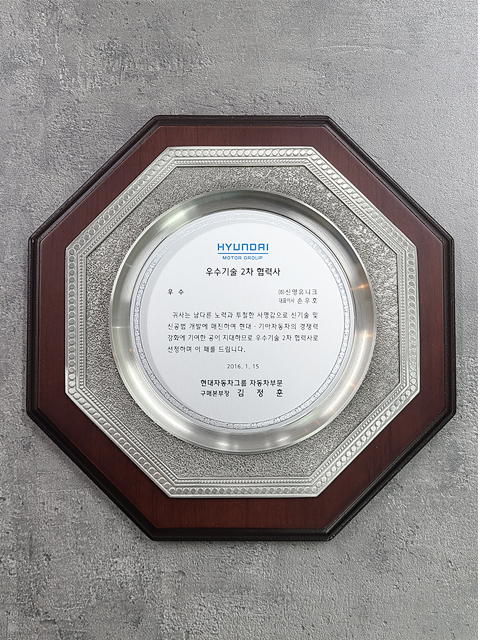 HYUNDAI
MOTOR GROUP
우수기술 2차 협력사
우 수
㈜신명유니크
대표이사 손 우 호
귀사는 남다른 노력과 투철한 사명감으로 신기술 및
신공법 개발에 매진하여 현대 · 기아자동차의 경쟁력
강화에 기여한 공이 지대하므로 우수기술 2차 협력사로
선정하며 이 패를 드립니다.
2016. 1. 15
현대자동차그룹 자동차부문
구매본부장 김 정 훈